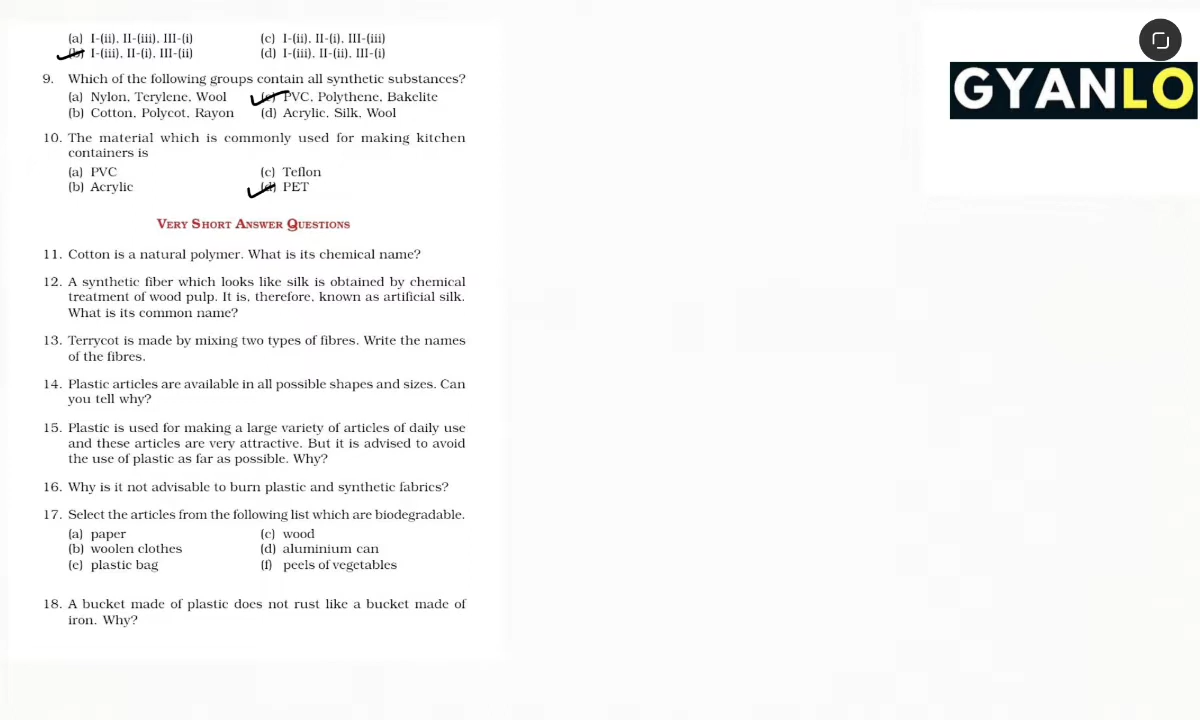 (a) I-(ii), II-(iii), III-(i) (c) I-(ii), II-(i), III-(iii)
(b) I-(iii), II-(i), III-(ii) (d) I-(iii), II-(ii), III-(i)
GYANLO
9. Which of the following groups contain all synthetic substances?
(a) Nylon, Terylene, Wool (c) PVC, Polythene, Bakelite
(b) Cotton, Polycot, Rayon (d) Acrylic, Silk, Wool
10. The material which is commonly used for making kitchen
containers is
(a) PVC (c) Teflon
(b) Acrylic (d) PET
VERY SHORT ANSWER QUESTIONS
11. Cotton is a natural polymer. What is its chemical name?
12. A synthetic fiber which looks like silk is obtained by chemical
treatment of wood pulp. It is, therefore, known as artificial silk.
What is its common name?
13. Terrycot is made by mixing two types of fibres. Write the names
of the fibres.
14. Plastic articles are available in all possible shapes and sizes. Can
you tell why?
15. Plastic is used for making a large variety of articles of daily use
and these articles are very attractive. But it is advised to avoid
the use of plastic as far as possible. Why?
16. Why is it not advisable to burn plastic and synthetic fabrics?
17. Select the articles from the following list which are biodegradable.
(a) paper (c) wood
(b) woolen clothes (d) aluminium can
(e) plastic bag (f) peels of vegetables
18. A bucket made of plastic does not rust like a bucket made of
iron. Why?